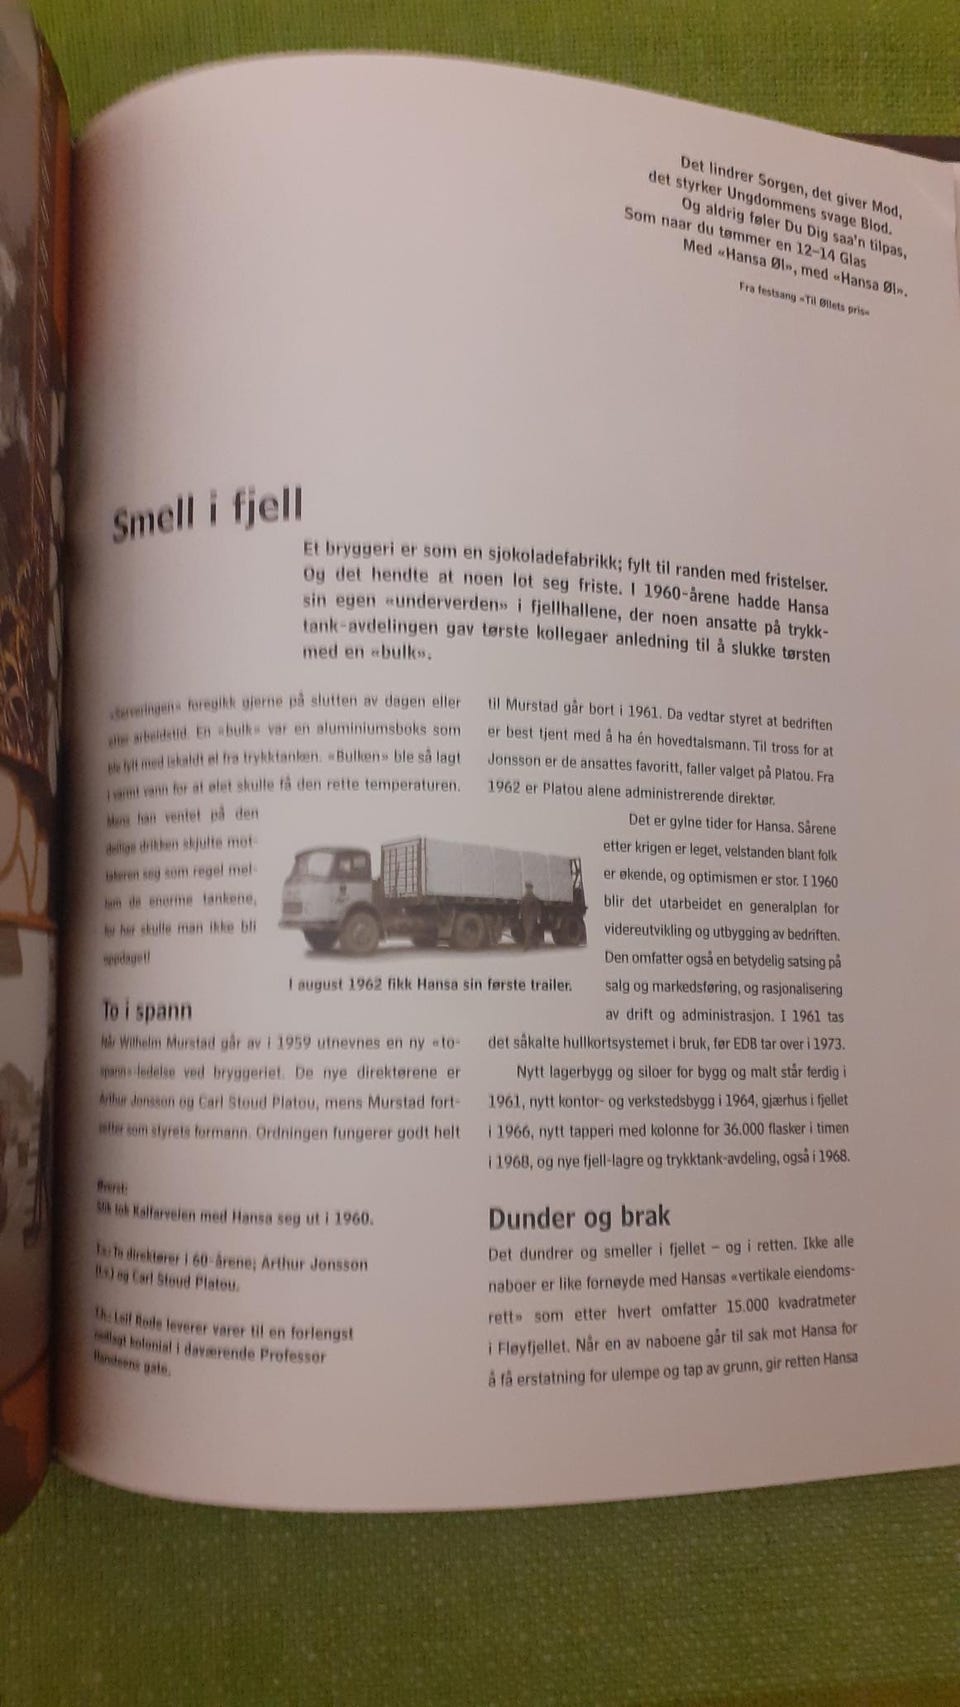 Det lindrer Sorgen, det giver Mod,
det styrker Ungdommens svage Blod.
Og aldrig føler Du Dig saa'n tilpas,
Som naar du tømmer en 12-14 Glas
Med «Hansa Øl», med «Hansa Øl».
Fra festsang «Til Øllets pris«
Smell i fjell
Et bryggeri er som en sjokoladefabrikk; fylt til randen med fristelser.
Og det hendte at noen lot seg friste. I 1960-årene hadde Hansa
sin egen «underverden» i fjellhallene, der noen ansatte på trykk-
tank-avdelingen gav tørste kollegaer anledning til å slukke tørsten
med en «bulk».
«Serveringen» foregikk gjerne på slutten av dagen eller
etter arbeidstid. En «bulk» var en aluminiumsboks som
ble fylt med iskaldt øl fra trykktanken. «Bulken» ble så lagt
i varmt vann for at ølet skulle få den rette temperaturen.
Mens han ventet på den
deilige drikken skjulte mot-
takeren seg som regel mel-
lom de enorme tankene,
for her skulle man ikke bli
oppdaget!
I august 1962 fikk Hansa sin første trailer.
To i spann
Når Wilhelm Murstad går av i 1959 utnevnes en ny «to-
spann»-ledelse ved bryggeriet. De nye direktørene er
Arthur Jonsson og Carl Stoud Platou, mens Murstad fort-
setter som styrets formann. Ordningen fungerer godt helt
Øverst:
Slik tok Kalfarveien med Hansa seg ut i 1960.
T.v: To direktører i 60-årene; Arthur Jonsson
(t.v.) og Carl Stoud Platou.
T.h: Leif Rode leverer varer til en forlengst
nedlagt kolonial i daværende Professor
Hansteens gate.
til Murstad går bort i 1961. Da vedtar styret at bedriften
er best tjent med å ha én hovedtalsmann. Til tross for at
Jonsson er de ansattes favoritt, faller valget på Platou. Fra
1962 er Platou alene administrerende direktør.
Det er gylne tider for Hansa. Sårene
etter krigen er leget, velstanden blant folk
er økende, og optimismen er stor. I 1960
blir det utarbeidet en generalplan for
videreutvikling og utbygging av bedriften.
Den omfatter også en betydelig satsing på
salg og markedsføring, og rasjonalisering
av drift og administrasjon. I 1961 tas
det såkalte hullkortsystemet i bruk, før EDB tar over i 1973.
Nytt lagerbygg og siloer for bygg og malt står ferdig i
1961, nytt kontor- og verkstedsbygg i 1964, gjærhus i fjellet
i 1966, nytt tapperi med kolonne for 36.000 flasker i timen
i 1968, og nye fjell-lagre og trykktank-avdeling, også i 1968.
Dunder og brak
Det dundrer og smeller i fjellet – og i retten. Ikke alle
naboer er like fornøyde med Hansas «vertikale eiendoms-
rett» som etter hvert omfatter 15.000 kvadratmeter
i Fløyfjellet. Når en av naboene går til sak mot Hansa for
å få erstatning for ulempe og tap av grunn, gir retten Hansa